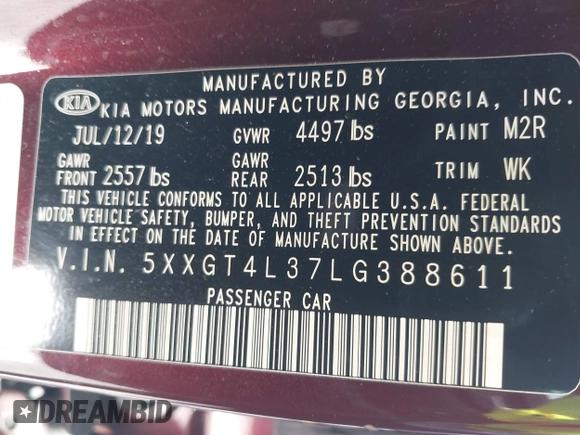 MANUFACTURED BY
KIA KIA MOTORS MANUFACTURING GEORGIA, INC.
JUL/12/19 GVWR 4497 lbs PAINT M2R
GAWR FRONT 2557 lbs GAWR REAR 2513 lbs TRIM WK
THIS VEHICLE CONFORMS TO ALL APPLICABLE U.S.A. FEDERAL
MOTOR VEHICLE SAFETY, BUMPER, AND THEFT PREVENTION STANDARDS
IN EFFECT ON THE DATE OF MANUFACTURE SHOWN ABOVE.
V.I.N. 5XXGT4L37LG388611
PASSENGER CAR
DREAMBID